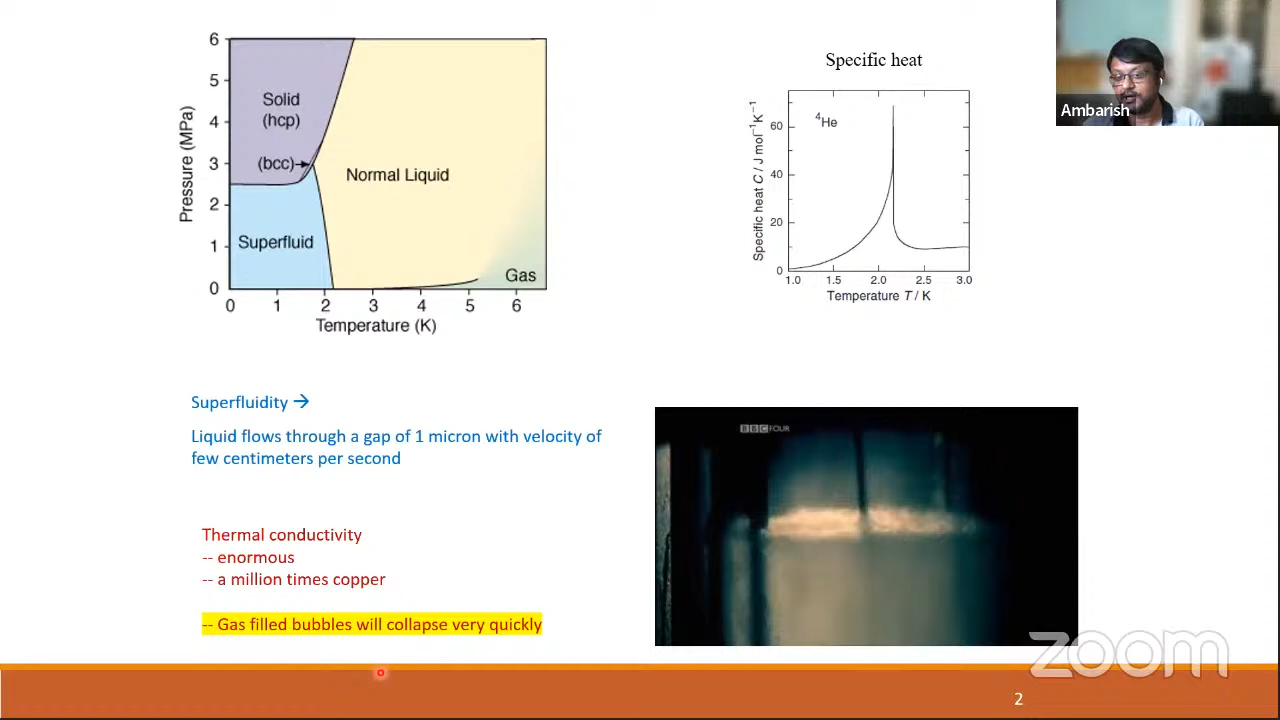 6
5
4
3
2
1
0
Pressure (MPa)
Solid
(hcp)
(bcc)
Normal Liquid
Superfluid
Gas
0 1 2 3 4 5 6
Temperature (K)
Specific heat
60
40
20
0
Specific heat C / J mol⁻¹K⁻¹
⁴He
1.0 1.5 2.0 2.5 3.0
Temperature T / K
Ambarish
Superfluidity →
Liquid flows through a gap of 1 micron with velocity of
few centimeters per second
Thermal conductivity
-- enormous
-- a million times copper
-- Gas filled bubbles will collapse very quickly
BBC FOUR
zoom
2